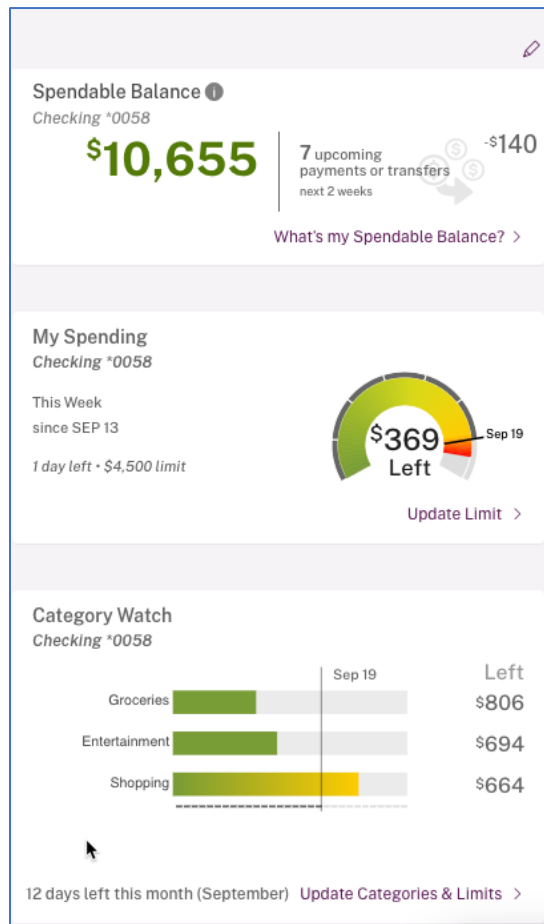 Spendable Balance i
Checking *0058
$10,655
7 upcoming
payments or transfers
next 2 weeks
-$140
What's my Spendable Balance? >
My Spending
Checking *0058
This Week
since SEP 13
1 day left • $4,500 limit
$369
Left
Sep 19
Update Limit >
Category Watch
Checking *0058
Sep 19 Left
Groceries $806
Entertainment $694
Shopping $664
12 days left this month (September) Update Categories & Limits >